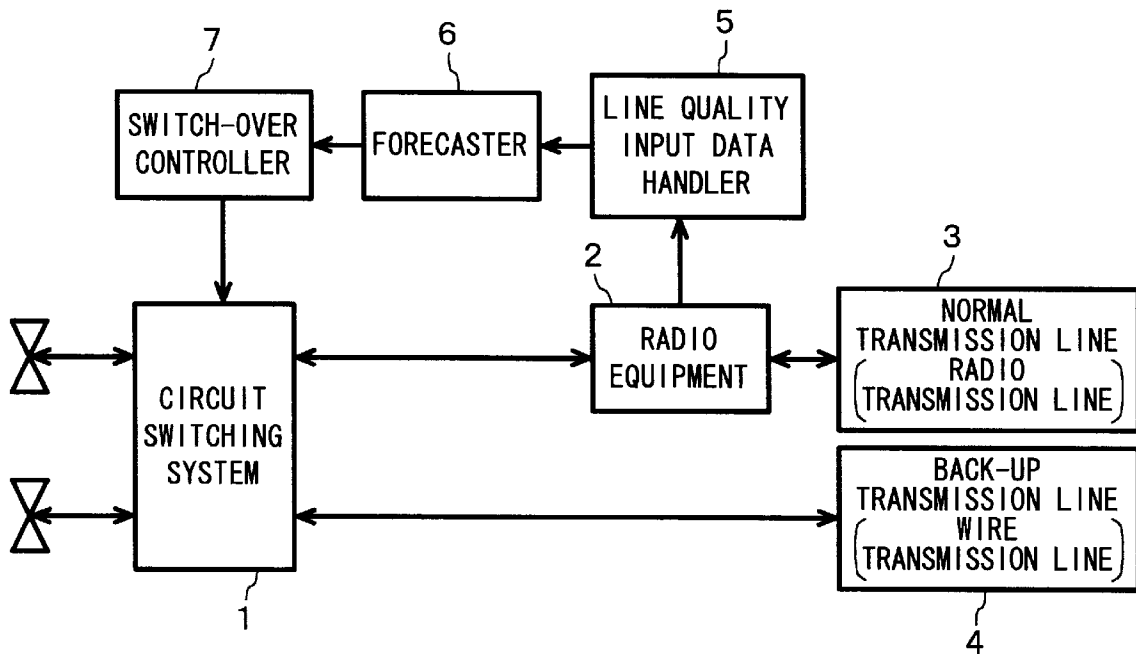 7
6
5
SWITCH-OVER
CONTROLLER
FORECASTER
LINE QUALITY
INPUT DATA
HANDLER
2
3
CIRCUIT
SWITCHING
SYSTEM
RADIO
EQUIPMENT
NORMAL
TRANSMISSION LINE
(RADIO
TRANSMISSION LINE)
BACK-UP
TRANSMISSION LINE
(WIRE
TRANSMISSION LINE)
1
4